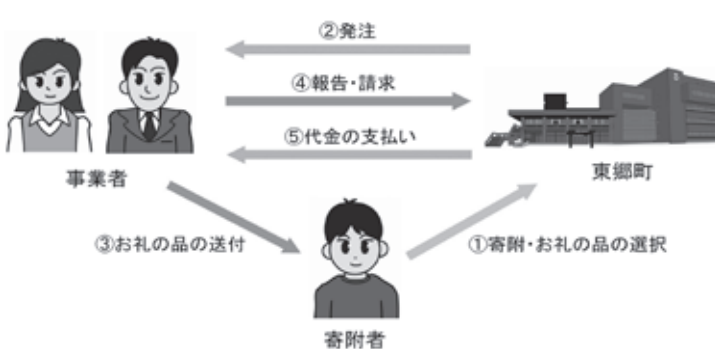 ②発注
④報告・請求
⑤代金の支払い
事業者
東郷町
③お礼の品の送付
①寄附・お礼の品の選択
寄附者